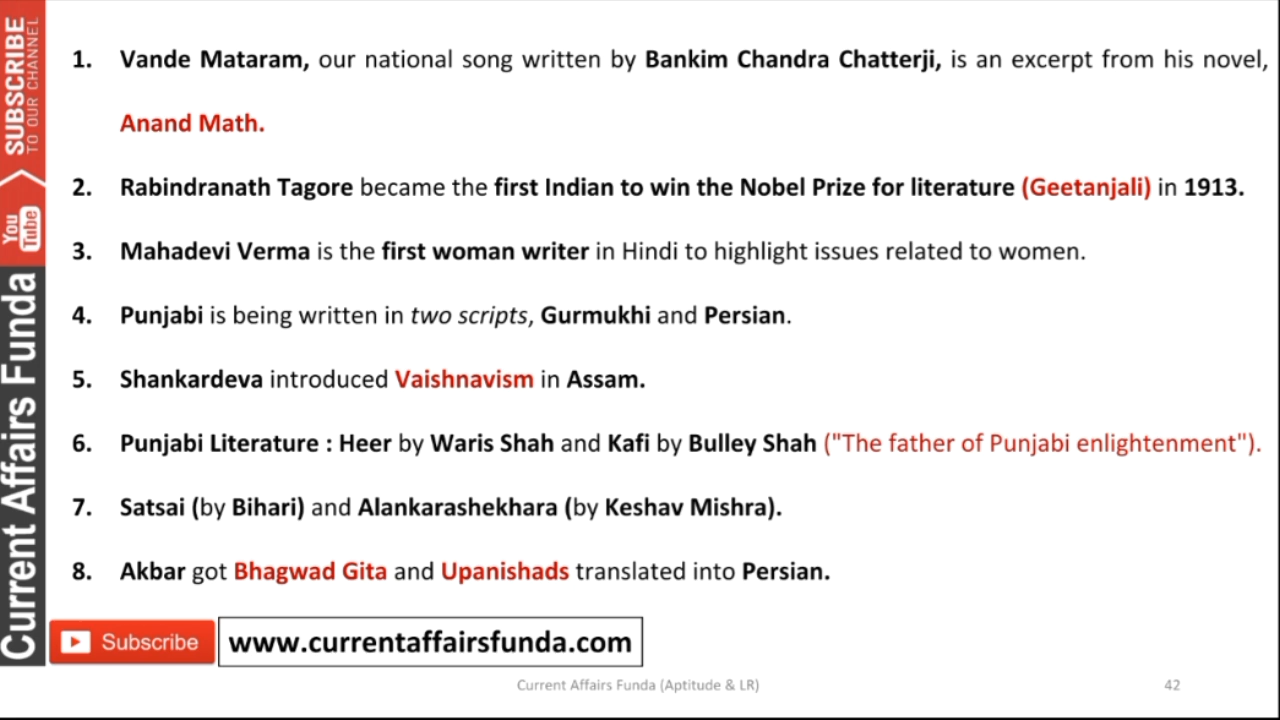 SUBSCRIBE
TO OUR CHANNEL
You Tube
Current Affairs Funda
1. Vande Mataram, our national song written by Bankim Chandra Chatterji, is an excerpt from his novel,
Anand Math.
2. Rabindranath Tagore became the first Indian to win the Nobel Prize for literature (Geetanjali) in 1913.
3. Mahadevi Verma is the first woman writer in Hindi to highlight issues related to women.
4. Punjabi is being written in two scripts, Gurmukhi and Persian.
5. Shankardeva introduced Vaishnavism in Assam.
6. Punjabi Literature : Heer by Waris Shah and Kafi by Bulley Shah ("The father of Punjabi enlightenment").
7. Satsai (by Bihari) and Alankarashekhara (by Keshav Mishra).
8. Akbar got Bhagwad Gita and Upanishads translated into Persian.
Subscribe
www.currentaffairsfunda.com
Current Affairs Funda (Aptitude & LR)
42